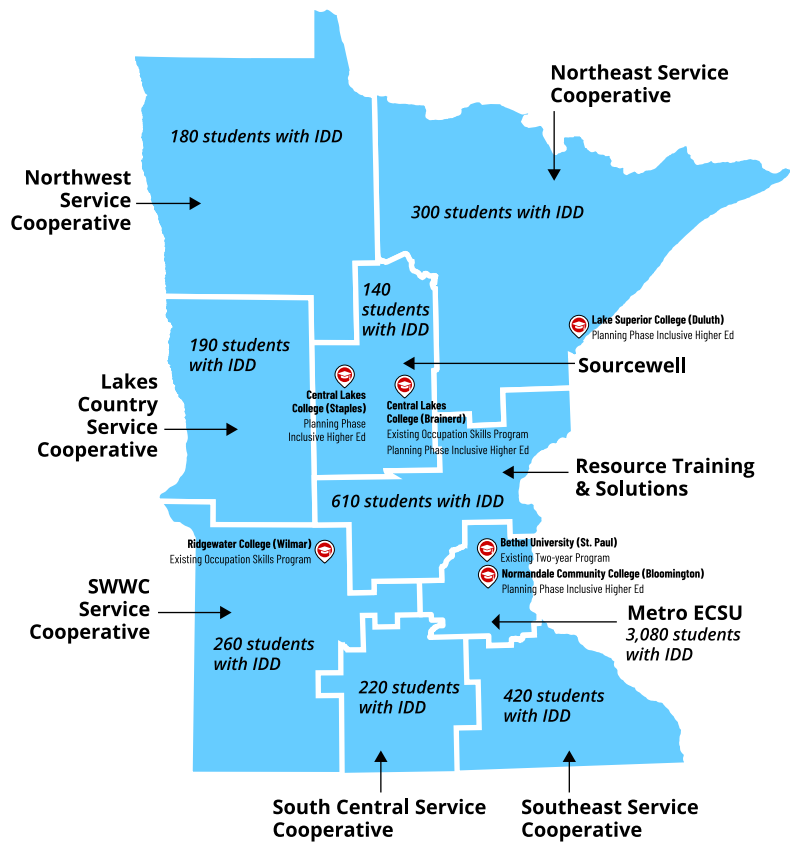 Northeast Service
Cooperative
180 students with IDD
Northwest
Service
Cooperative
300 students with IDD
140
students
with IDD
Lake Superior College (Duluth)
Planning Phase Inclusive Higher Ed
190 students
with IDD
Sourcewell
Lakes
Country
Service
Cooperative
Central Lakes
College (Staples)
Planning Phase
Inclusive Higher Ed
Central Lakes
College (Brainerd)
Existing Occupation Skills Program
Planning Phase Inclusive Higher Ed
Resource Training
& Solutions
610 students with IDD
Ridgewater College (Wilmar)
Existing Occupation Skills Program
Bethel University (St. Paul)
Existing Two-year Program
Normandale Community College (Bloomington)
Planning Phase Inclusive Higher Ed
SWWC
Service
Cooperative
Metro ECSU
3,080 students
with IDD
260 students
with IDD
220 students
with IDD
420 students
with IDD
South Central Service
Cooperative
Southeast Service
Cooperative